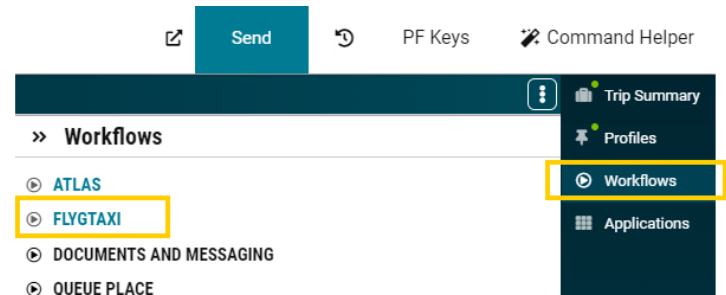 Send PF Keys Command Helper
Trip Summary
» Workflows
Profiles
ATLAS
Workflows
FLYGTAXI
Applications
DOCUMENTS AND MESSAGING
QUEUE PLACE